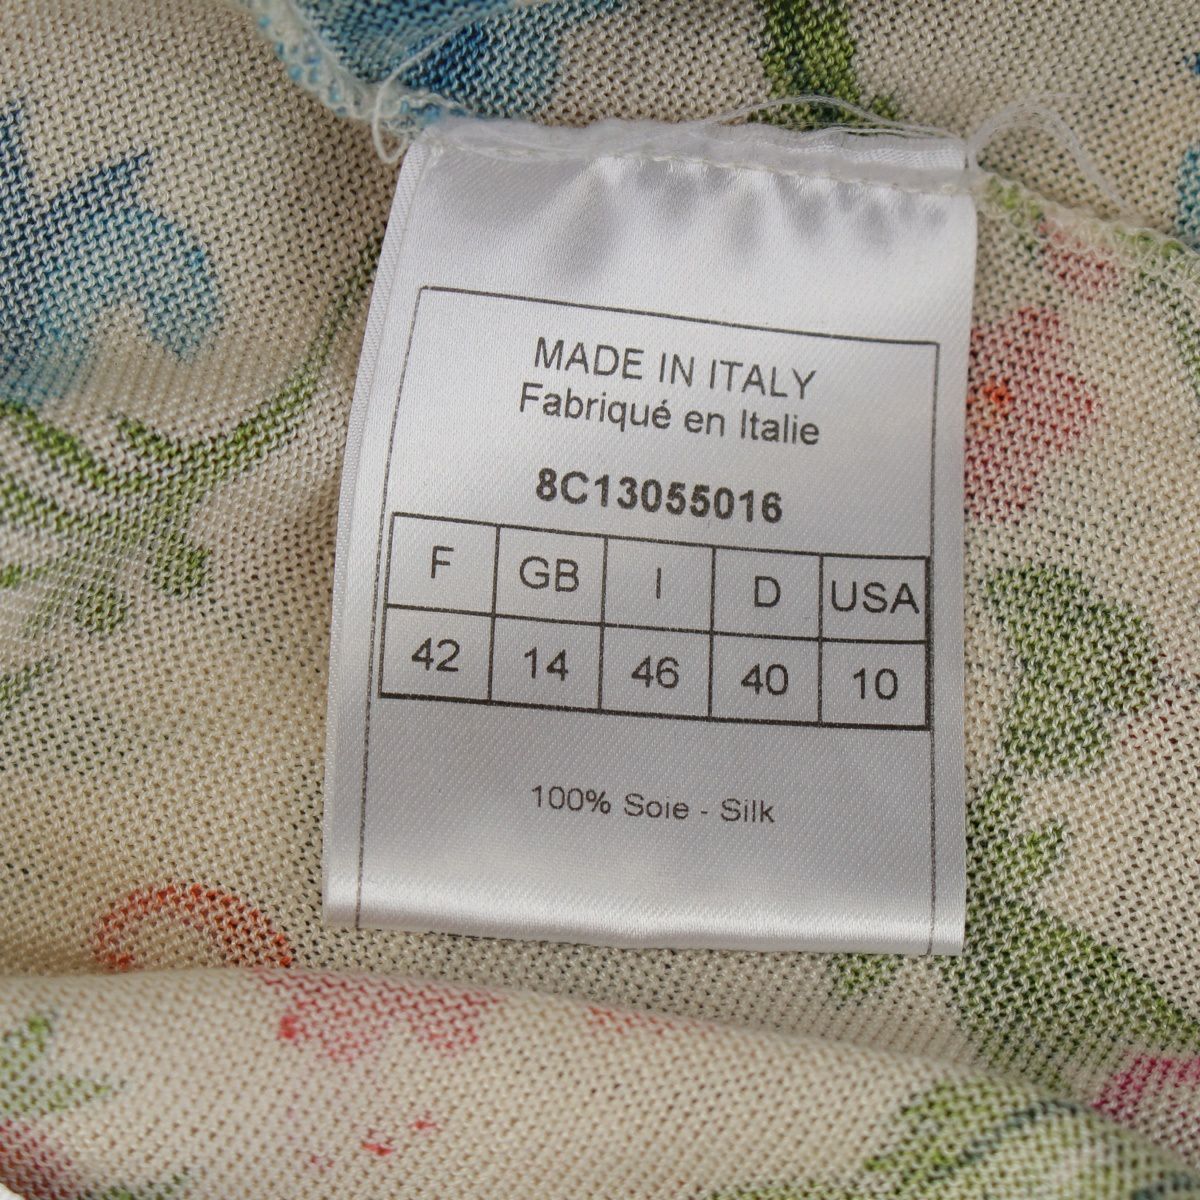 MADE IN ITALY
Fabriqué en Italie
8C13055016
F GB I D USA
42 14 46 40 10
100% Soie - Silk